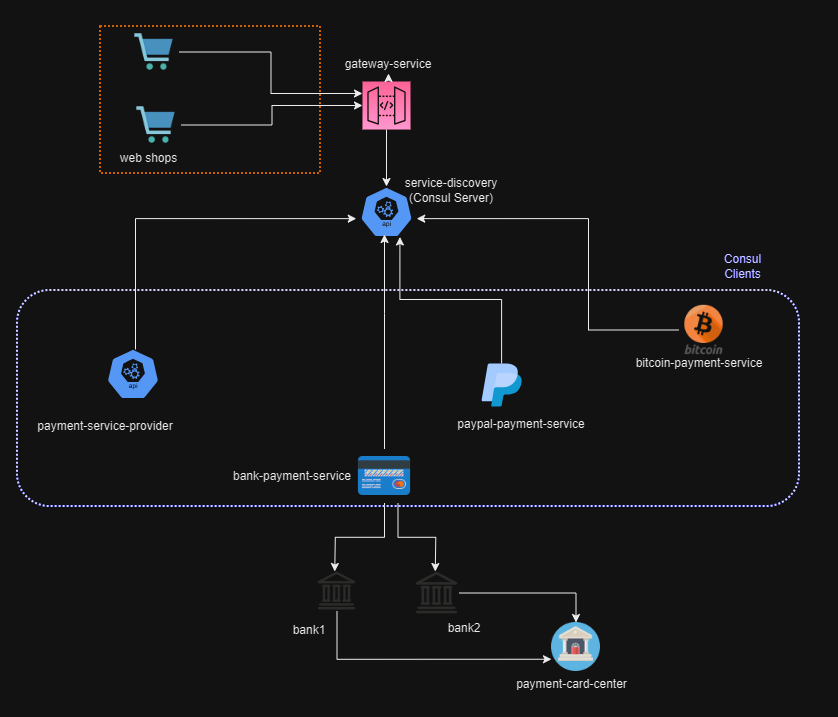 gateway-service
web shops
service-discovery
(Consul Server)
api
Consul
Clients
bitcoin
bitcoin-payment-service
api
payment-service-provider
paypal-payment-service
bank-payment-service
bank1
bank2
payment-card-center